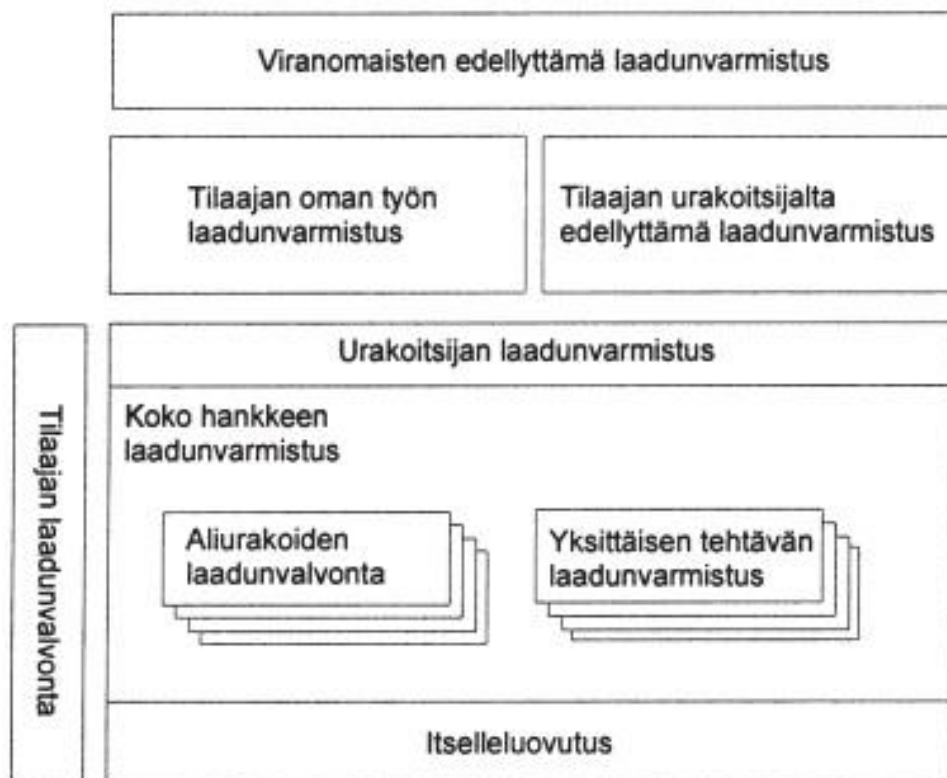 Viranomaisten edellyttämä laadunvarmistus
Tilaajan oman työn
laadunvarmistus
Tilaajan urakoitsijalta
edellyttämä laadunvarmistus
Tilaajan laadunvalvonta
Urakoitsijan laadunvarmistus
Koko hankkeen
laadunvarmistus
Aliurakoiden
laadunvalvonta
Yksittäisen tehtävän
laadunvarmistus
Itselleluovutus